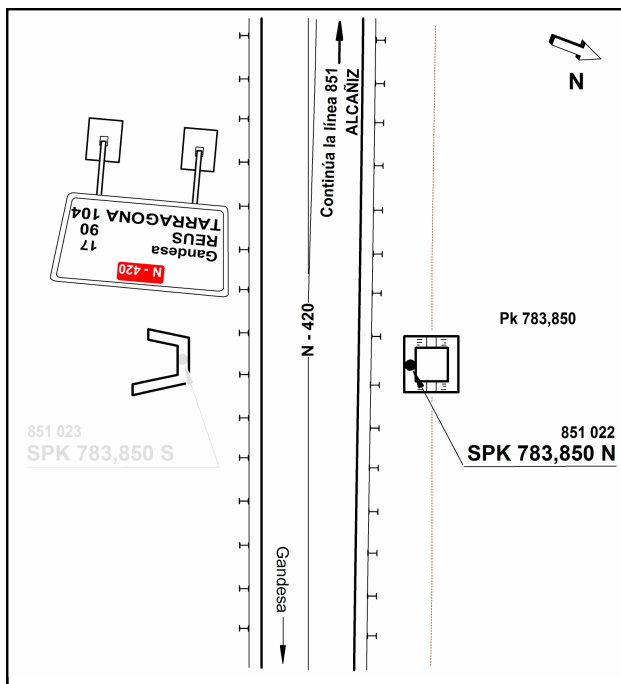 Continúa la línea 851
ALCAÑIZ
N
N - 420
Gandesa 17
REUS 90
TARRAGONA 104
N - 420
Pk 783,850
851 023
SPK 783,850 S
851 022
SPK 783,850 N
Gandesa